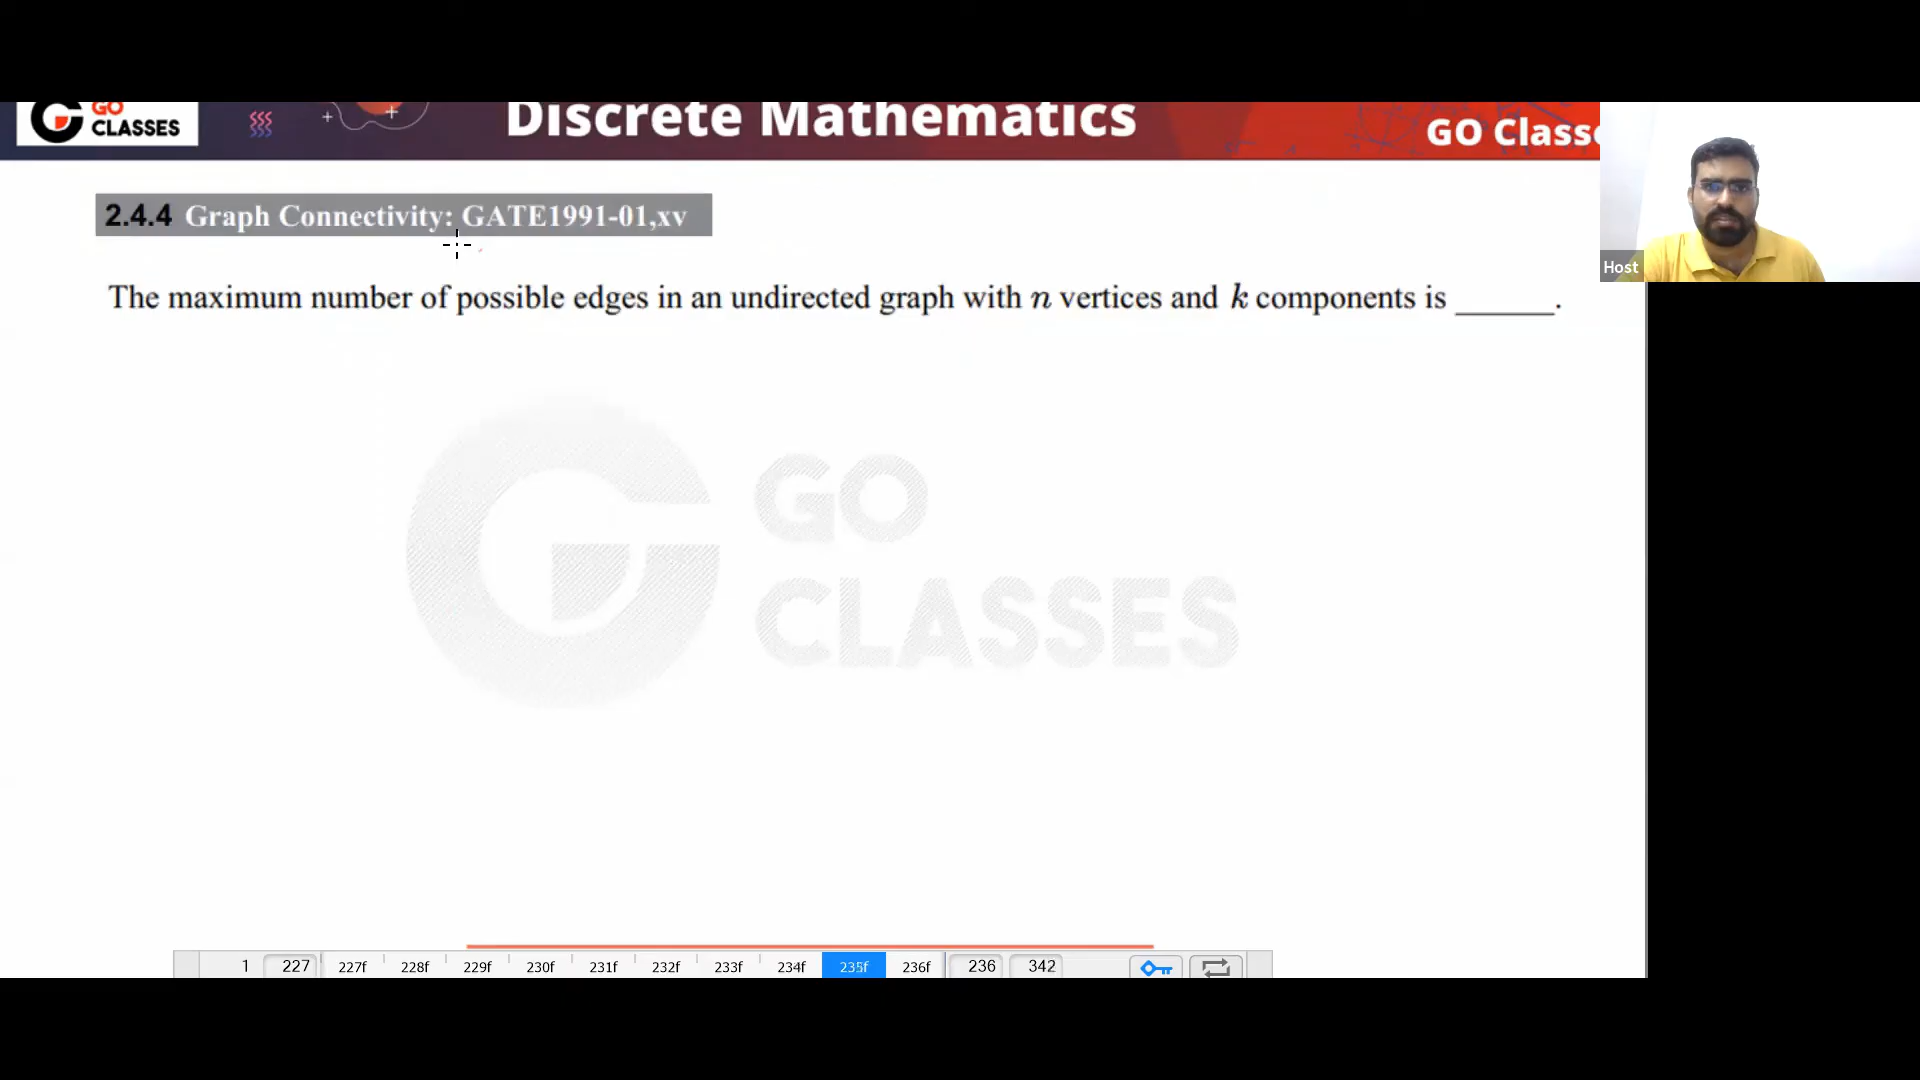 GO
CLASSES
Discrete Mathematics
GO Classe
2.4.4 Graph Connectivity: GATE1991-01,xv
Host
The maximum number of possible edges in an undirected graph with n vertices and k components is ______.
GO
CLASSES
1 227 227f 228f 229f 230f 231f 232f 233f 234f 235f 236f 236 342